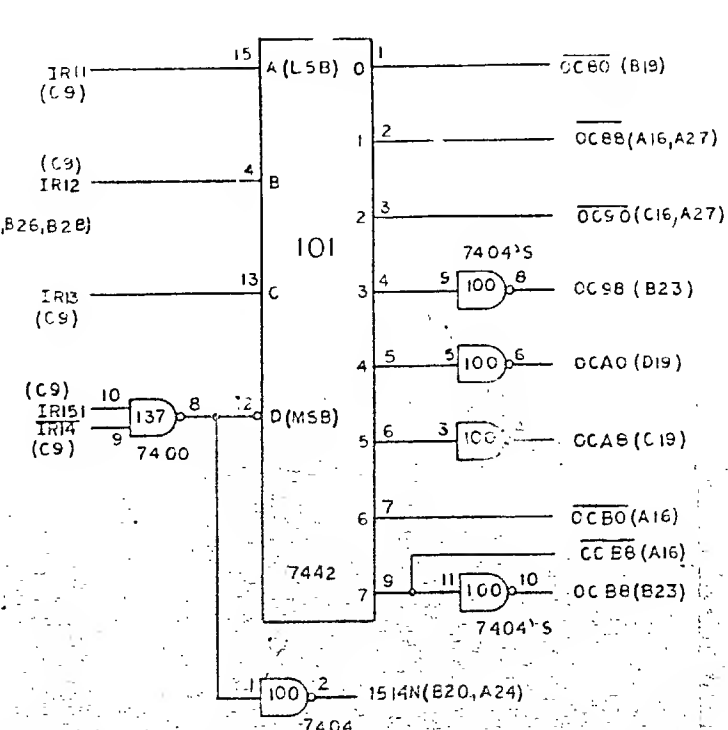 15
1
IR11
(C9)
A(LSB)
0
OC80 (B19)
(C9)
IR12
4
B
1
2
OC88(A16,A27)
,B26,B28)
2
3
OC90(C16,A27)
101
7404'S
IR13
(C9)
13
C
3
4
9
100
8
OC98 (B23)
4
5
5
100
6
OCA0 (D19)
(C9)
IR151
IR14
(C9)
10
9
137
8
7400
D(MSB)
5
6
3
100
OCA8(C19)
6
7
OCB0(A16)
CCB8(A16)
7442
7
9
11
100
10
OCB8(B23)
7404'S
1
100
2
1514N(B20,A24)
7404